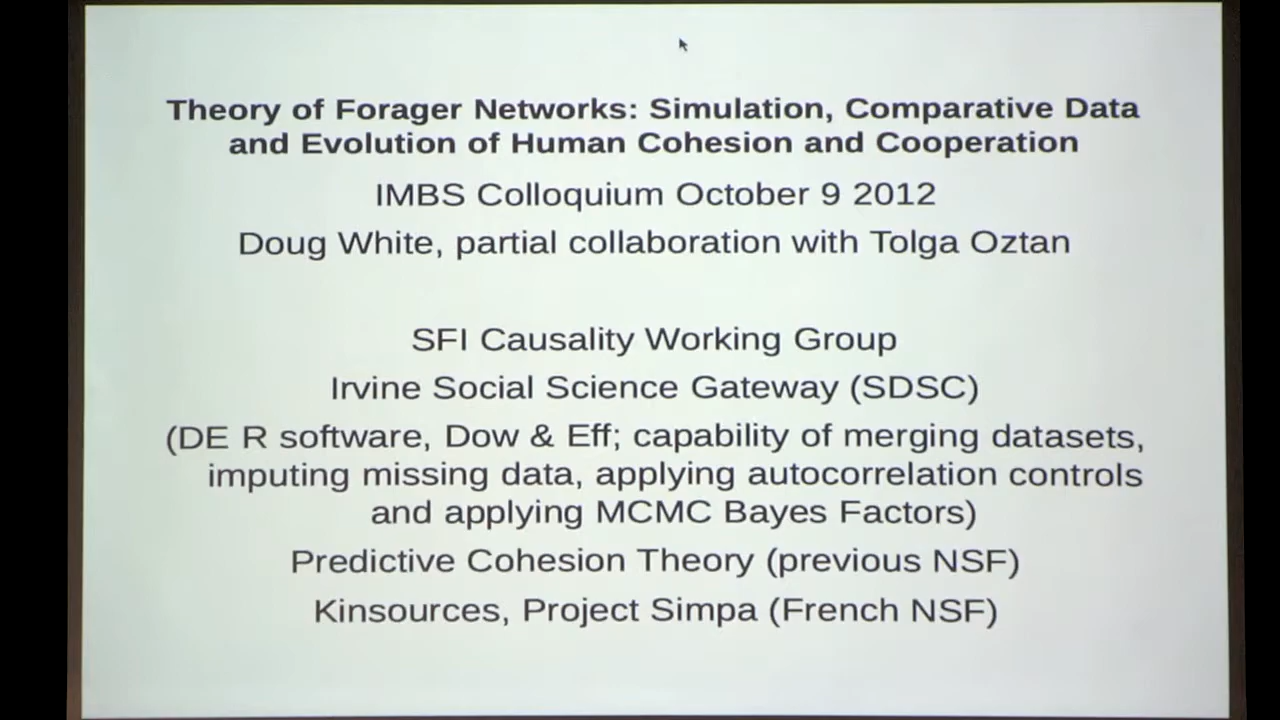 Theory of Forager Networks: Simulation, Comparative Data
and Evolution of Human Cohesion and Cooperation
IMBS Colloquium October 9 2012
Doug White, partial collaboration with Tolga Oztan
SFI Causality Working Group
Irvine Social Science Gateway (SDSC)
(DE R software, Dow & Eff; capability of merging datasets,
imputing missing data, applying autocorrelation controls
and applying MCMC Bayes Factors)
Predictive Cohesion Theory (previous NSF)
Kinsources, Project Simpa (French NSF)